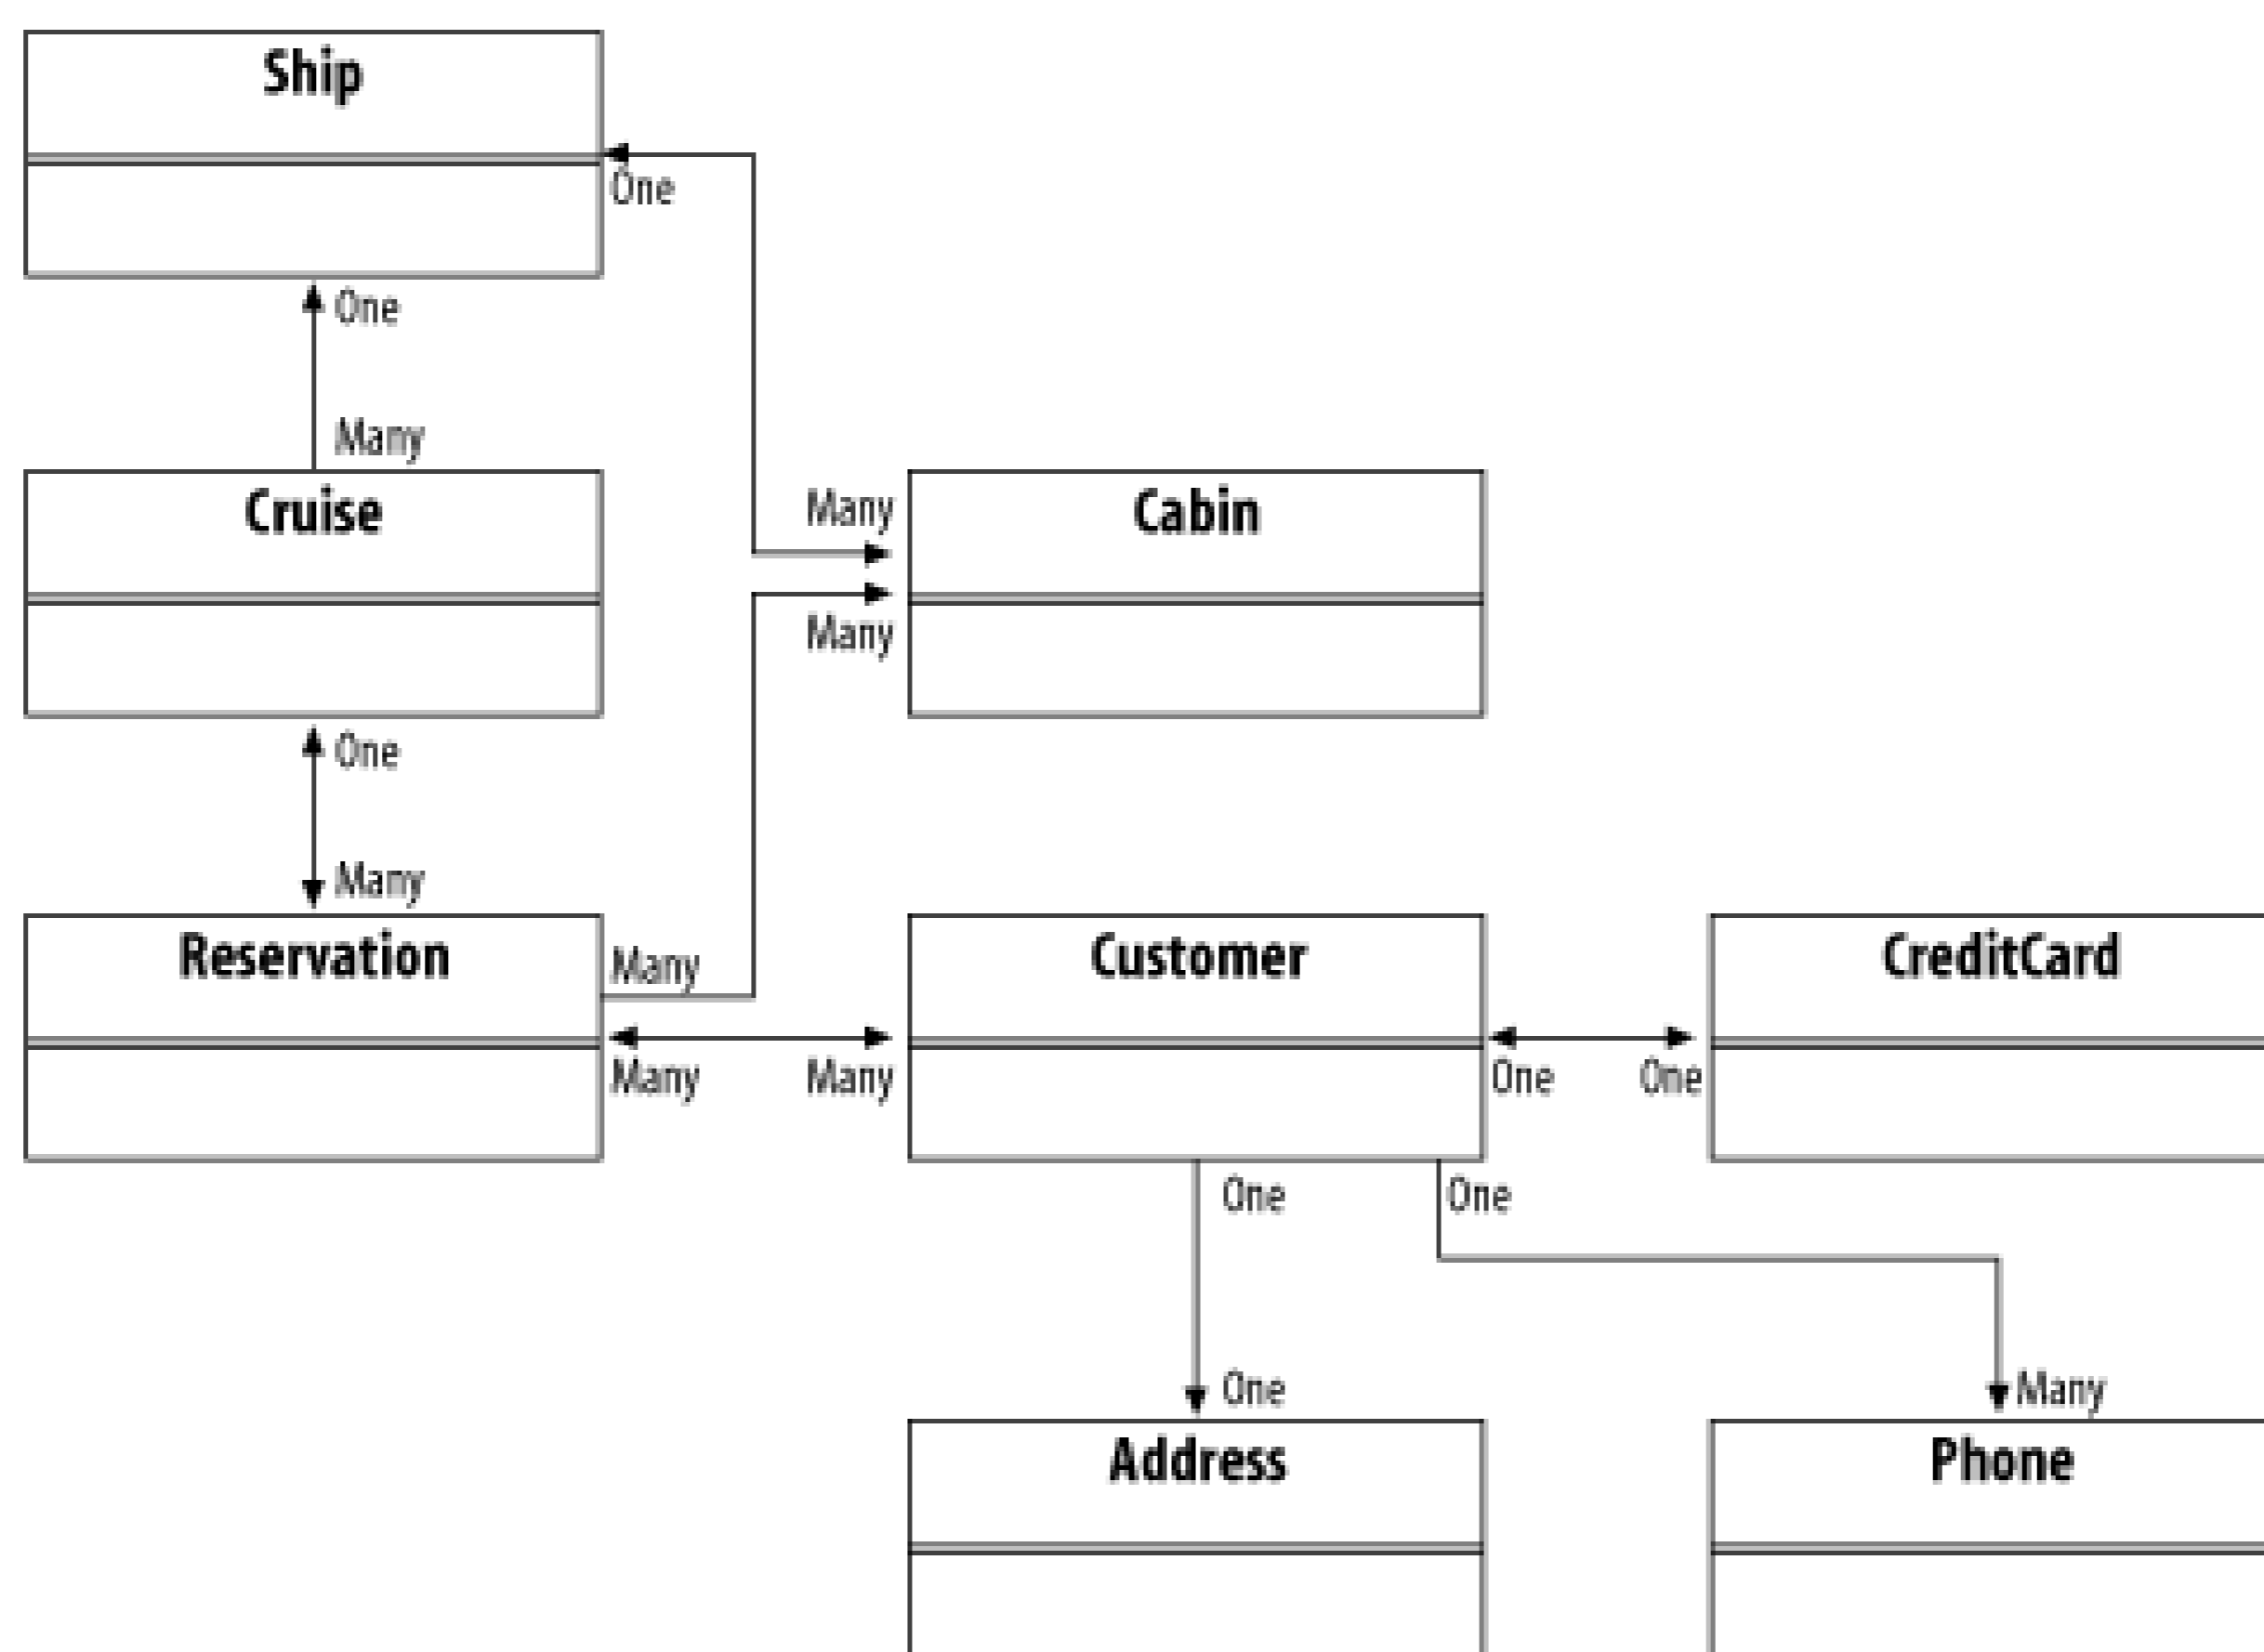 Ship
One
One
Many
Cruise
Many
Cabin
Many
One
Many
Reservation
Many
Customer
CreditCard
Many
Many
One
One
One
One
One
Many
Address
Phone